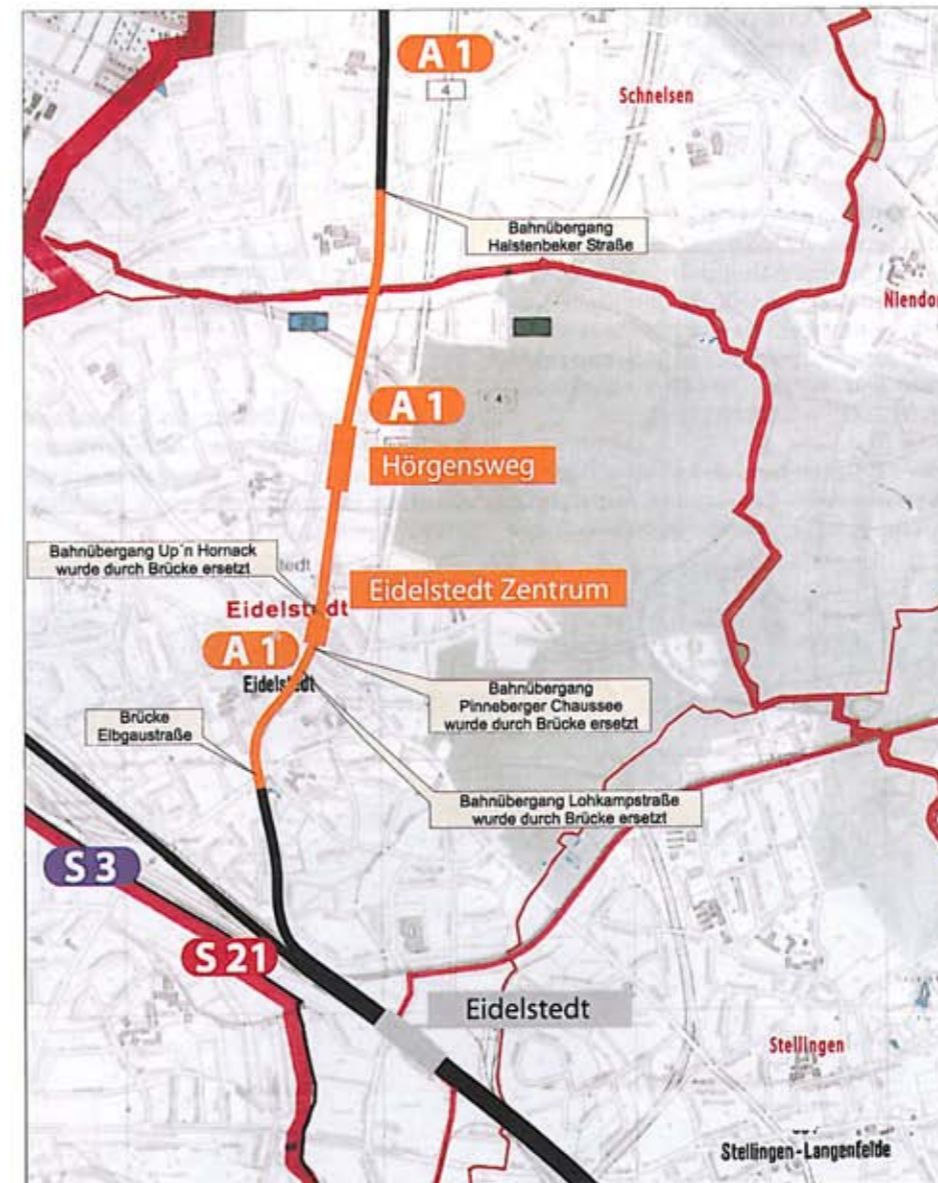 A 1
4
Schnelsen
Bahnübergang
Halstenbeker Straße
Niendor
A 1
4
Hörgensweg
Bahnübergang Up´n Hornack
wurde durch Brücke ersetzt
Eidelstedt Zentrum
Eidelstedt
A 1
Eidelstedt
Bahnübergang
Pinneberger Chaussee
wurde durch Brücke ersetzt
Brücke
Elbgaustraße
Bahnübergang Lohkampstraße
wurde durch Brücke ersetzt
S 3
S 21
Eidelstedt
Stellingen
Stellingen-Langenfelde